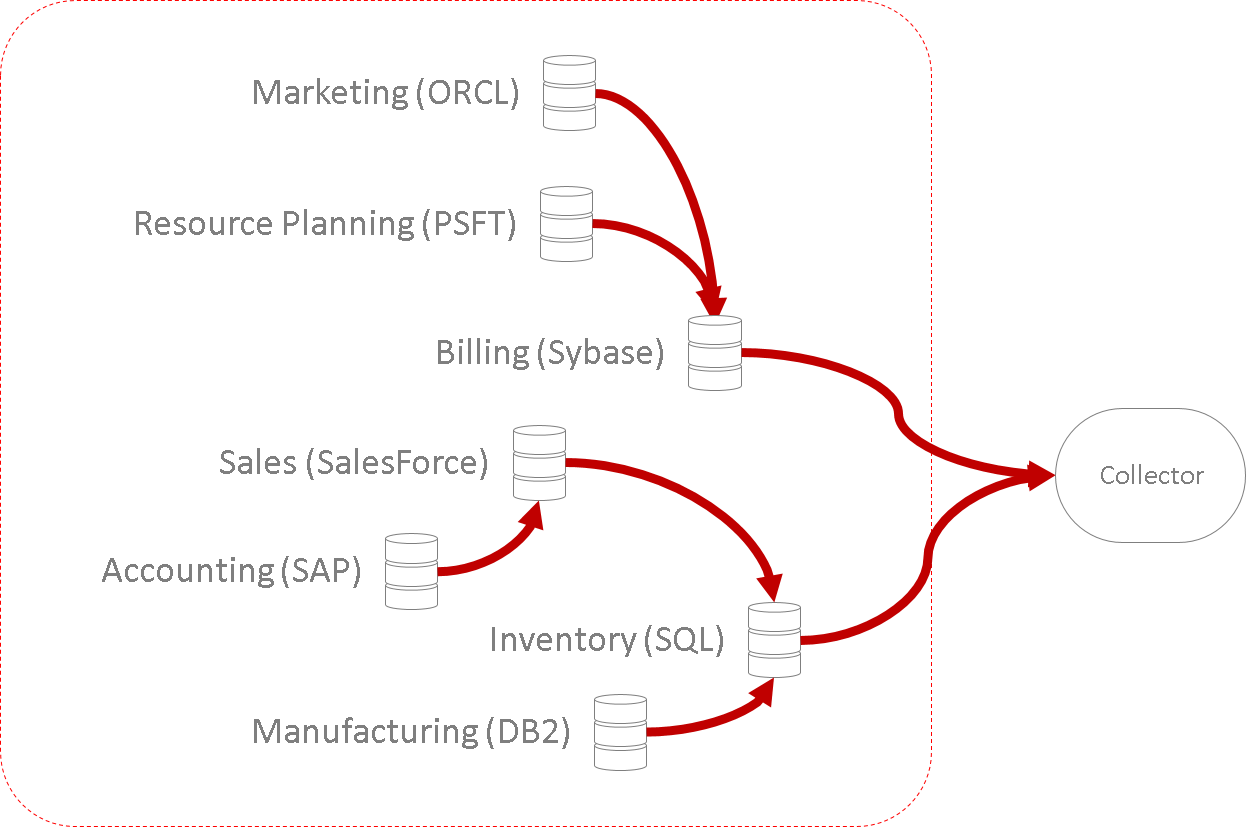 Marketing (ORCL)
Resource Planning (PSFT)
Billing (Sybase)
Sales (SalesForce)
Collector
Accounting (SAP)
Inventory (SQL)
Manufacturing (DB2)